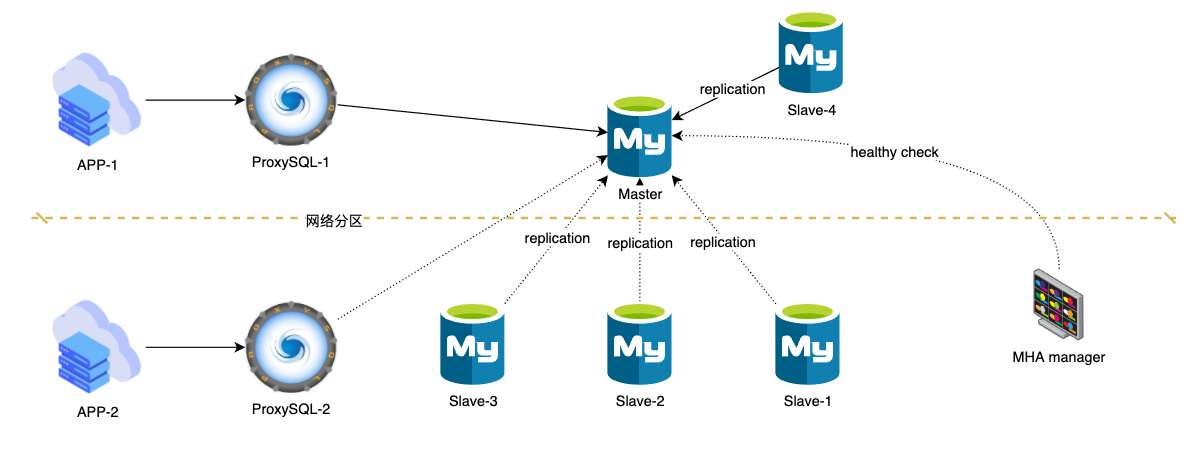 My
replication
Slave-4
My
APP-1
ProxySQL-1
healthy check
Master
网络分区
replication
replication
replication
My
My
My
MHA manager
APP-2
ProxySQL-2
Slave-3
Slave-2
Slave-1